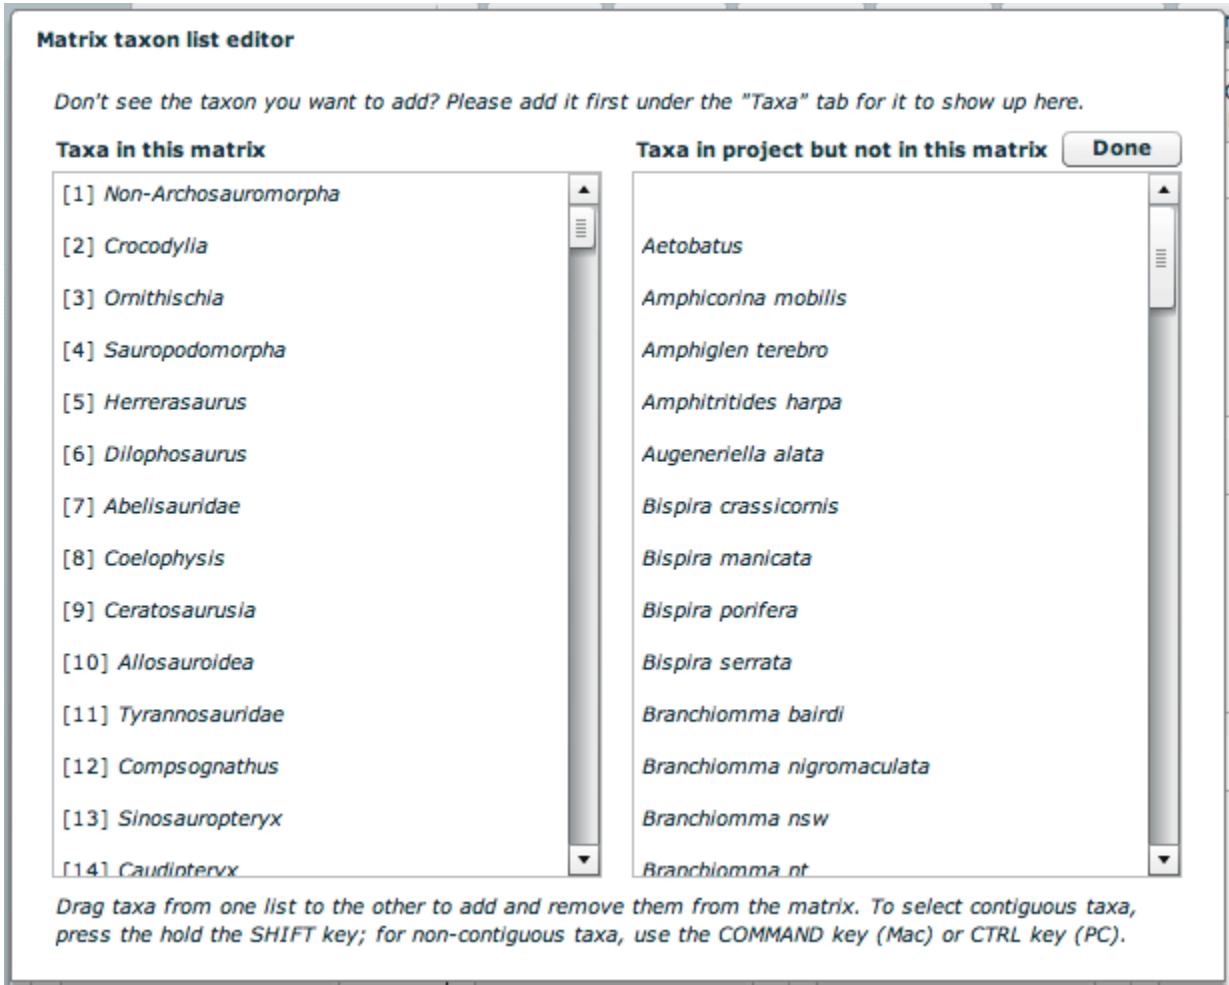 Matrix taxon list editor
Don't see the taxon you want to add? Please add it first under the "Taxa" tab for it to show up here.
Taxa in this matrix
[1] Non-Archosauromorpha
[2] Crocodylia
[3] Ornithischia
[4] Sauropodomorpha
[5] Herrerasaurus
[6] Dilophosaurus
[7] Abelisauridae
[8] Coelophysis
[9] Ceratosaurusia
[10] Allosauroidea
[11] Tyrannosauridae
[12] Compsognathus
[13] Sinosauropteryx
[14] Caudipteryx
Taxa in project but not in this matrix
Done
Aetobatus
Amphicorina mobilis
Amphiglen terebro
Amphitritides harpa
Augeneriella alata
Bispira crassicornis
Bispira manicata
Bispira porifera
Bispira serrata
Branchiomma bairdi
Branchiomma nigromaculata
Branchiomma nsw
Branchiomma nt
Drag taxa from one list to the other to add and remove them from the matrix. To select contiguous taxa,
press the hold the SHIFT key; for non-contiguous taxa, use the COMMAND key (Mac) or CTRL key (PC).